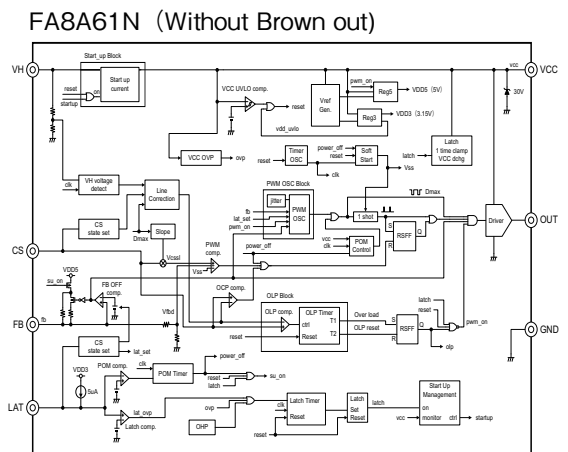 FA8A61N (Without Brown out)
Start_up Block
VH
reset
startup
on
Start up
current
vcc
VCC
VCC UVLO comp.
reset
vdd_uvlo
Vref
Gen.
pwm_on
Reg5
VDD5 (5V)
Reg3
VDD3 (3.15V)
30V
VCC OVP
ovp
reset
Timer
OSC
clk
power_off
reset
Soft
Start
Vss
latch
Latch
1 time clamp
VCC dchg
clk
VH voltage
detect
Line
Correction
PWM OSC Block
jitter
PWM
OSC
fb
lat_set
pwm_on
Dmax
1 shot
CS
state set
Dmax
Slope
Vcossl
Vss
PWM
comp.
power_off
vcc
clk
POM
Control
S
R
RSFF
Q
Driver
OUT
CS
VDD5
su_on
FB OFF
comp.
OCP comp.
FB
fb
Vfbd
OLP Block
OLP comp.
OLP Timer
ctrl
T1
T2
Reset
reset
Over load
OLP reset
S
R
RSFF
Q
olp
latch
reset
pwm_on
GND
CS
state set
lat_set
VDD3
5uA
POM comp.
clk
POM Timer
power_off
reset
latch
su_on
LAT
lat_ovp
Latch comp.
ovp
OHP
clk
Latch Timer
Reset
reset
Latch
Set
Reset
latch
Start Up
Management
on
vcc
monitor
ctrl
startup